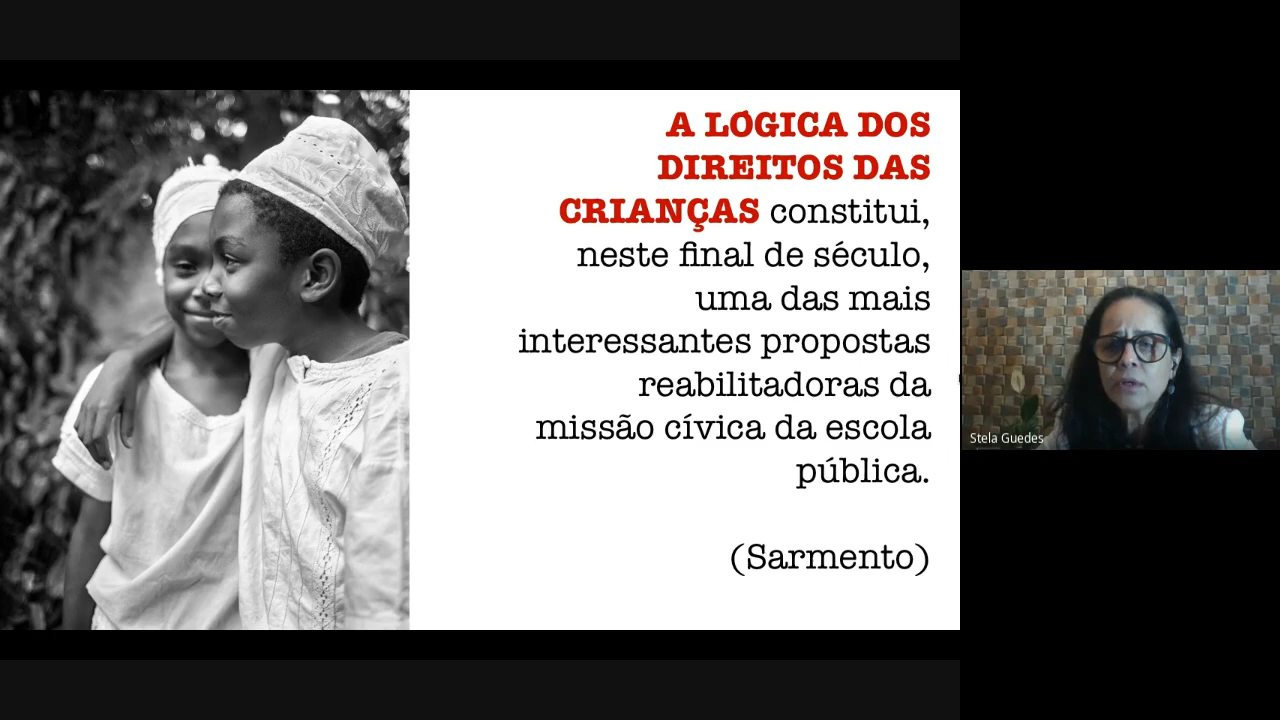 A LÓGICA DOS
DIREITOS DAS
CRIANÇAS constitui,
neste final de século,
uma das mais
interessantes propostas
reabilitadoras da
missão cívica da escola
pública.
(Sarmento)
Stela Guedes